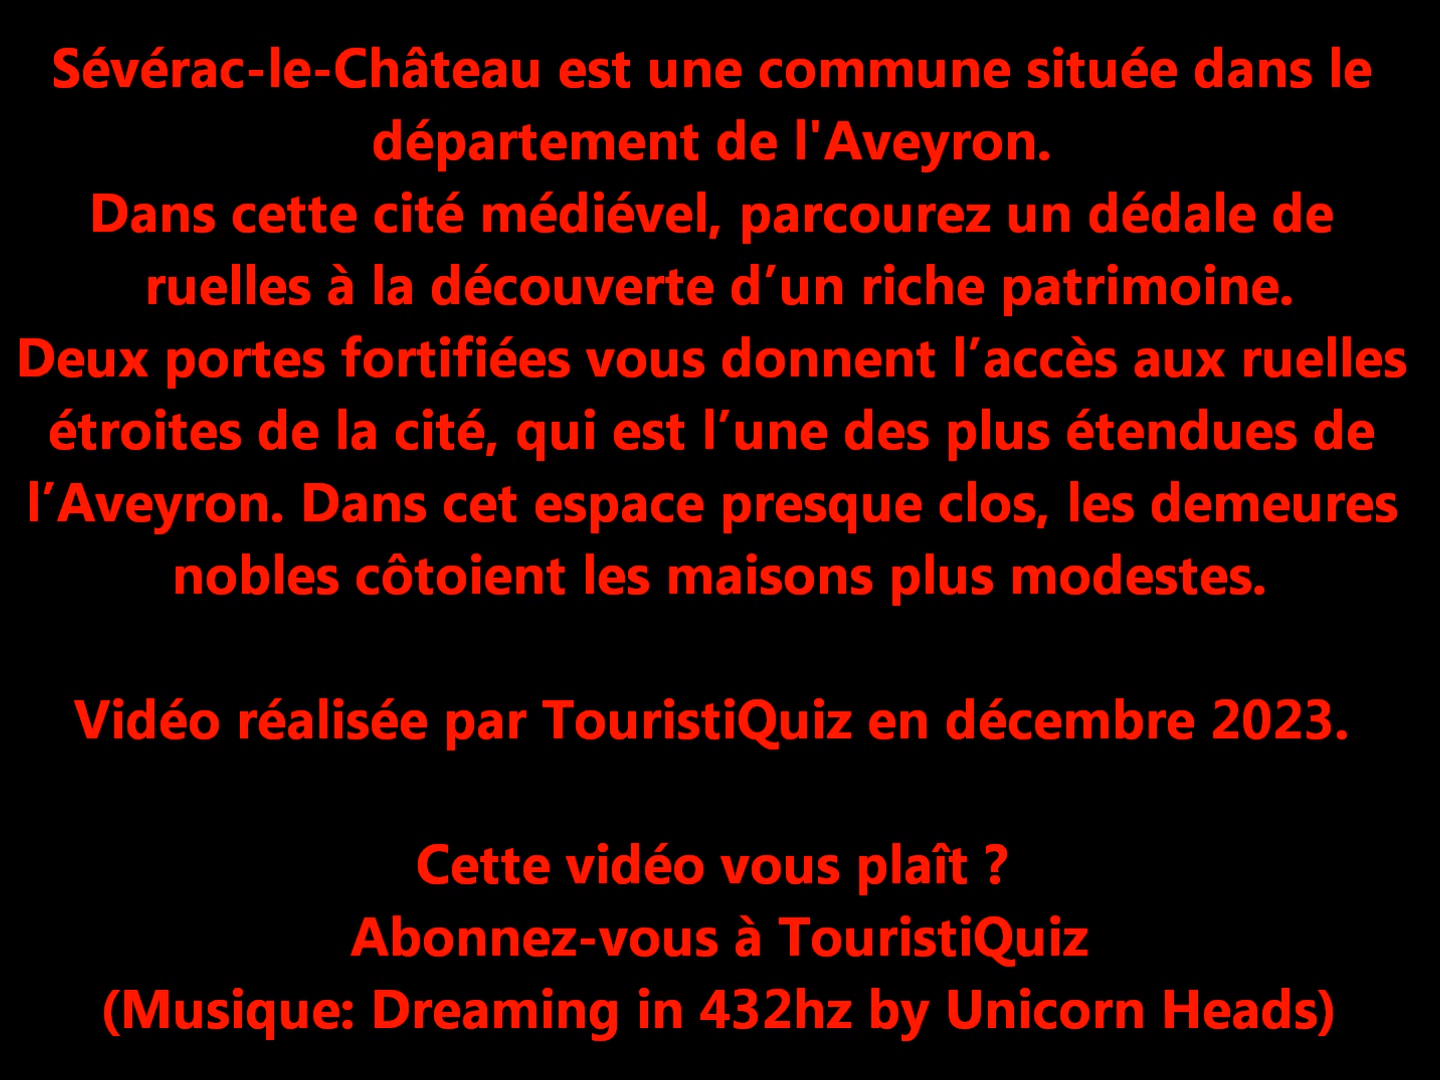 Sévérac-le-Château est une commune située dans le
département de l'Aveyron.
Dans cette cité médiével, parcourez un dédale de
ruelles à la découverte d’un riche patrimoine.
Deux portes fortifiées vous donnent l’accès aux ruelles
étroites de la cité, qui est l’une des plus étendues de
l’Aveyron. Dans cet espace presque clos, les demeures
nobles côtoient les maisons plus modestes.
Vidéo réalisée par TouristiQuiz en décembre 2023.
Cette vidéo vous plaît ?
Abonnez-vous à TouristiQuiz
(Musique: Dreaming in 432hz by Unicorn Heads)